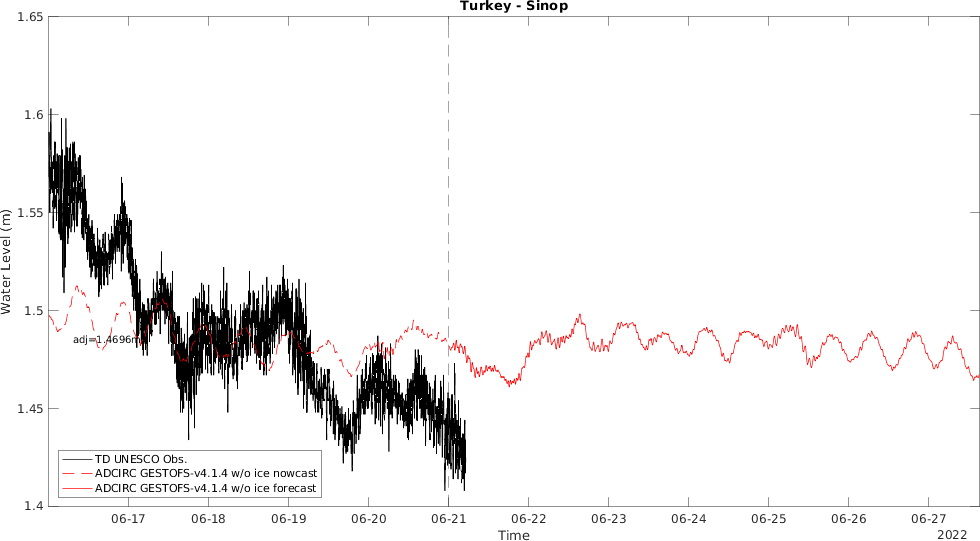 Turkey - Sinop
1.65
1.6
1.55
1.5
1.45
1.4
Water Level (m)
adj=1.4696m
TD UNESCO Obs.
ADCIRC GESTOFS-v4.1.4 w/o ice nowcast
ADCIRC GESTOFS-v4.1.4 w/o ice forecast
06-17 06-18 06-19 06-20 06-21 06-22 06-23 06-24 06-25 06-26 06-27
Time
2022